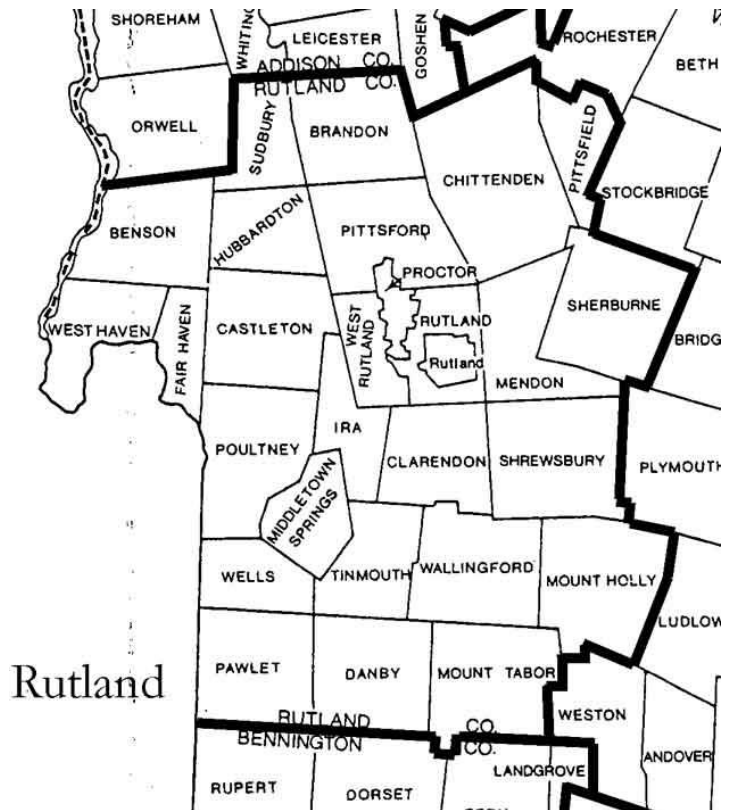 SHOREHAM
WHITING
LEICESTER
GOSHEN
ROCHESTER
BETH
ADDISON CO.
RUTLAND CO.
ORWELL
SUDBURY
BRANDON
CHITTENDEN
PITTSFIELD
STOCKBRIDGE
BENSON
HUBBARDTON
PITTSFORD
PROCTOR
SHERBURNE
WEST HAVEN
FAIR HAVEN
CASTLETON
WEST
RUTLAND
RUTLAND
Rutland
MENDON
BRIDG
POULTNEY
IRA
CLARENDON
SHREWSBURY
PLYMOUTH
MIDDLETOWN
SPRINGS
WELLS
TINMOUTH
WALLINGFORD
MOUNT HOLLY
LUDLOW
Rutland
PAWLET
DANBY
MOUNT TABOR
WESTON
RUTLAND CO.
BENNINGTON CO.
ANDOVER
LANDGROVE
RUPERT
DORSET